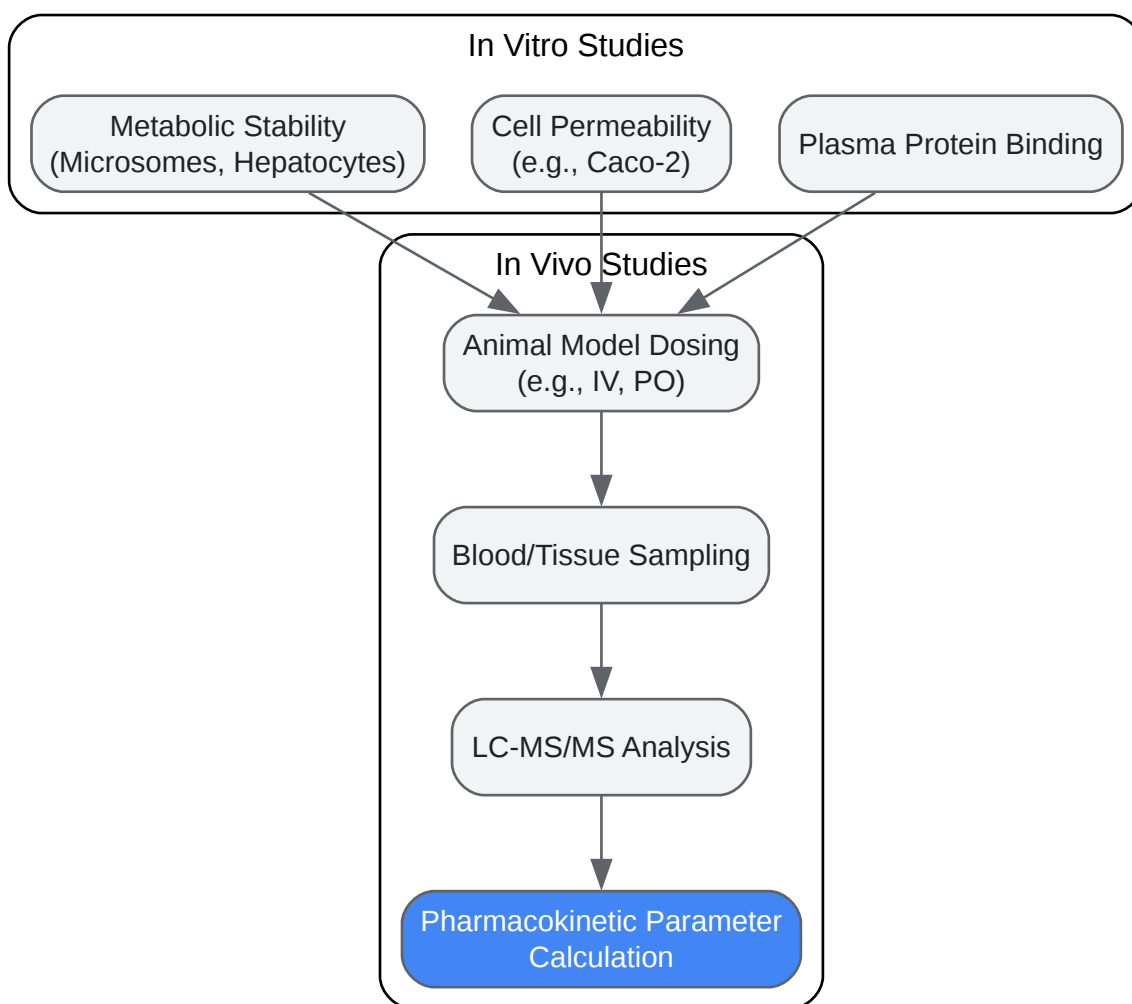 In Vitro Studies
Metabolic Stability
(Microsomes, Hepatocytes)
Cell Permeability
(e.g., Caco-2)
Plasma Protein Binding
In Vivo Studies
Animal Model Dosing
(e.g., IV, PO)
Blood/Tissue Sampling
LC-MS/MS Analysis
Pharmacokinetic Parameter
Calculation